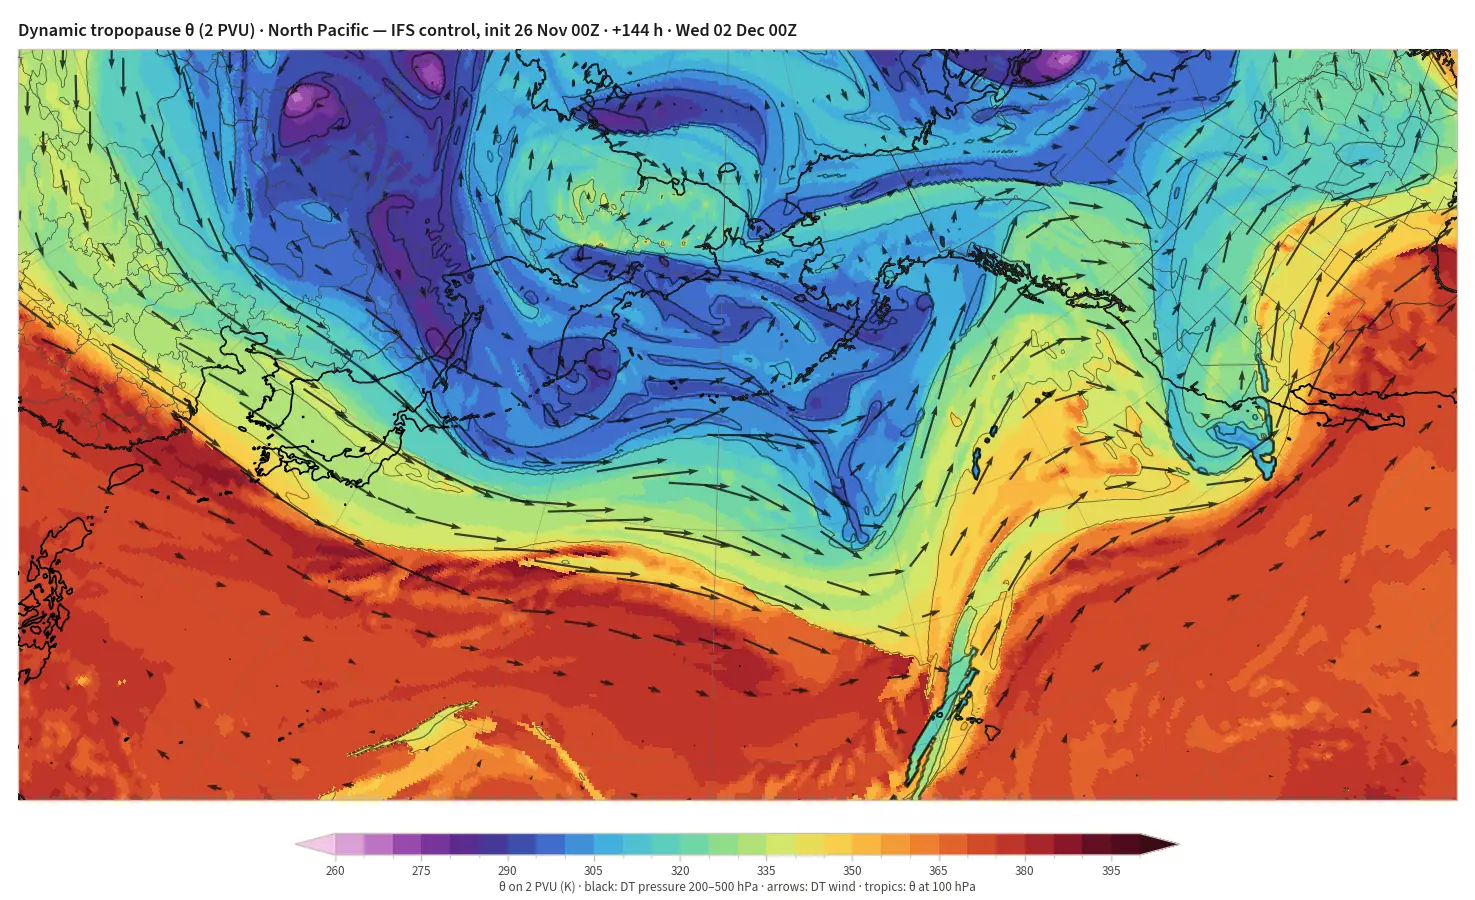 Dynamic tropopause θ (2 PVU) · North Pacific — IFS control, init 26 Nov 00Z · +144 h · Wed 02 Dec 00Z
260 275 290 305 320 335 350 365 380 395
θ on 2 PVU (K) · black: DT pressure 200–500 hPa · arrows: DT wind · tropics: θ at 100 hPa